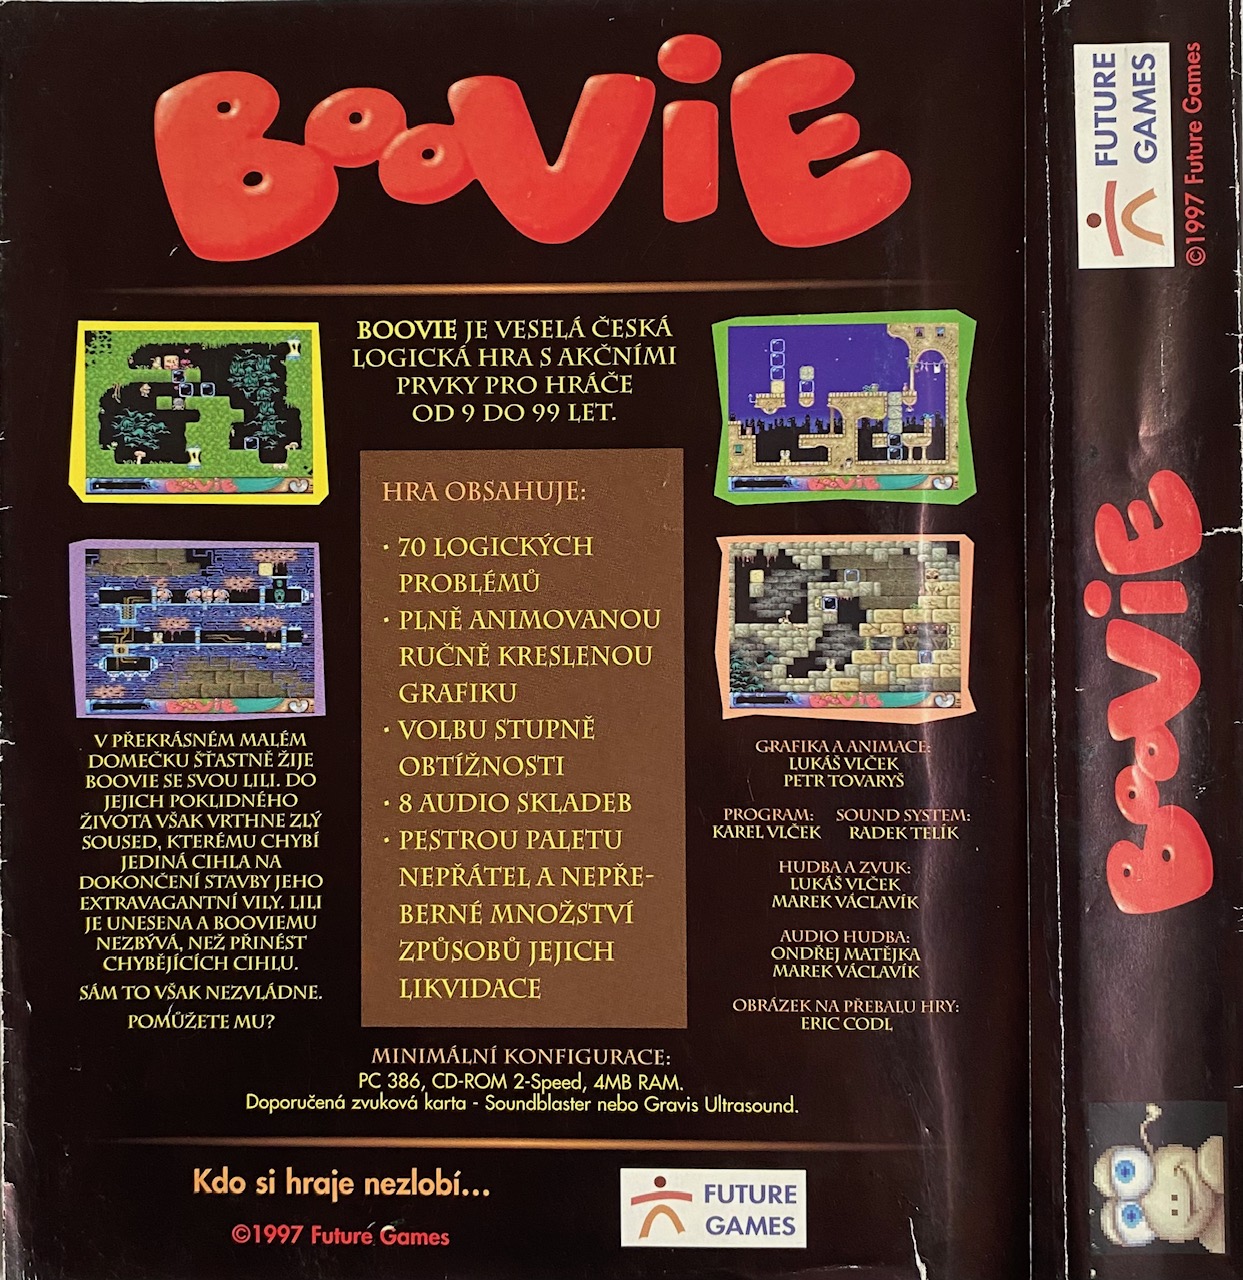 BOOVIE
BOOVIE JE VESELÁ ČESKÁ
LOGICKÁ HRA S AKČNÍMI
PRVKY PRO HRÁČE
OD 9 DO 99 LET.
HRA OBSAHUJE:
· 70 LOGICKÝCH
PROBLÉMŮ
· PLNĚ ANIMOVANOU
RUČNĚ KRESLENOU
GRAFIKU
· VOLBU STUPNĚ
OBTÍŽNOSTI
· 8 AUDIO SKLADEB
· PESTROU PALETU
NEPŘÁTEL A NEPŘE-
BERNÉ MNOŽSTVÍ
ZPŮSOBŮ JEJICH
LIKVIDACE
V PŘEKRÁSNÉM MALÉM
DOMEČKU ŠŤASTNĚ ŽIJE
BOOVIE SE SVOU LILI. DO
JEJICH POKLIDNÉHO
ŽIVOTA VŠAK VRTHNE ZLÝ
SOUSED, KTERÉMU CHYBÍ
JEDINÁ CIHLA NA
DOKONČENÍ STAVBY JEHO
EXTRAVAGANTNÍ VILY. LILI
JE UNESENA A BOOVIEMU
NEZBÝVÁ, NEŽ PŘINÉST
CHYBĚJÍCÍCH CIHLU.
SÁM TO VŠAK NEZVLÁDNE.
POMŮŽETE MU?
GRAFIKA A ANIMACE:
LUKÁŠ VLČEK
PETR TOVARYŠ
PROGRAM: SOUND SYSTEM:
KAREL VLČEK RADEK TELÍK
HUDBA A ZVUK:
LUKÁŠ VLČEK
MAREK VÁCLAVÍK
AUDIO HUDBA:
ONDŘEJ MATĚJKA
MAREK VÁCLAVÍK
OBRÁZEK NA PŘEBALU HRY:
ERIC CODL
MINIMÁLNÍ KONFIGURACE:
PC 386, CD-ROM 2-Speed, 4MB RAM.
Doporučená zvuková karta - Soundblaster nebo Gravis Ultrasound.
Kdo si hraje nezlobí...
©1997 Future Games
FUTURE
GAMES
FUTURE
GAMES
©1997 Future Games
BOOVIE